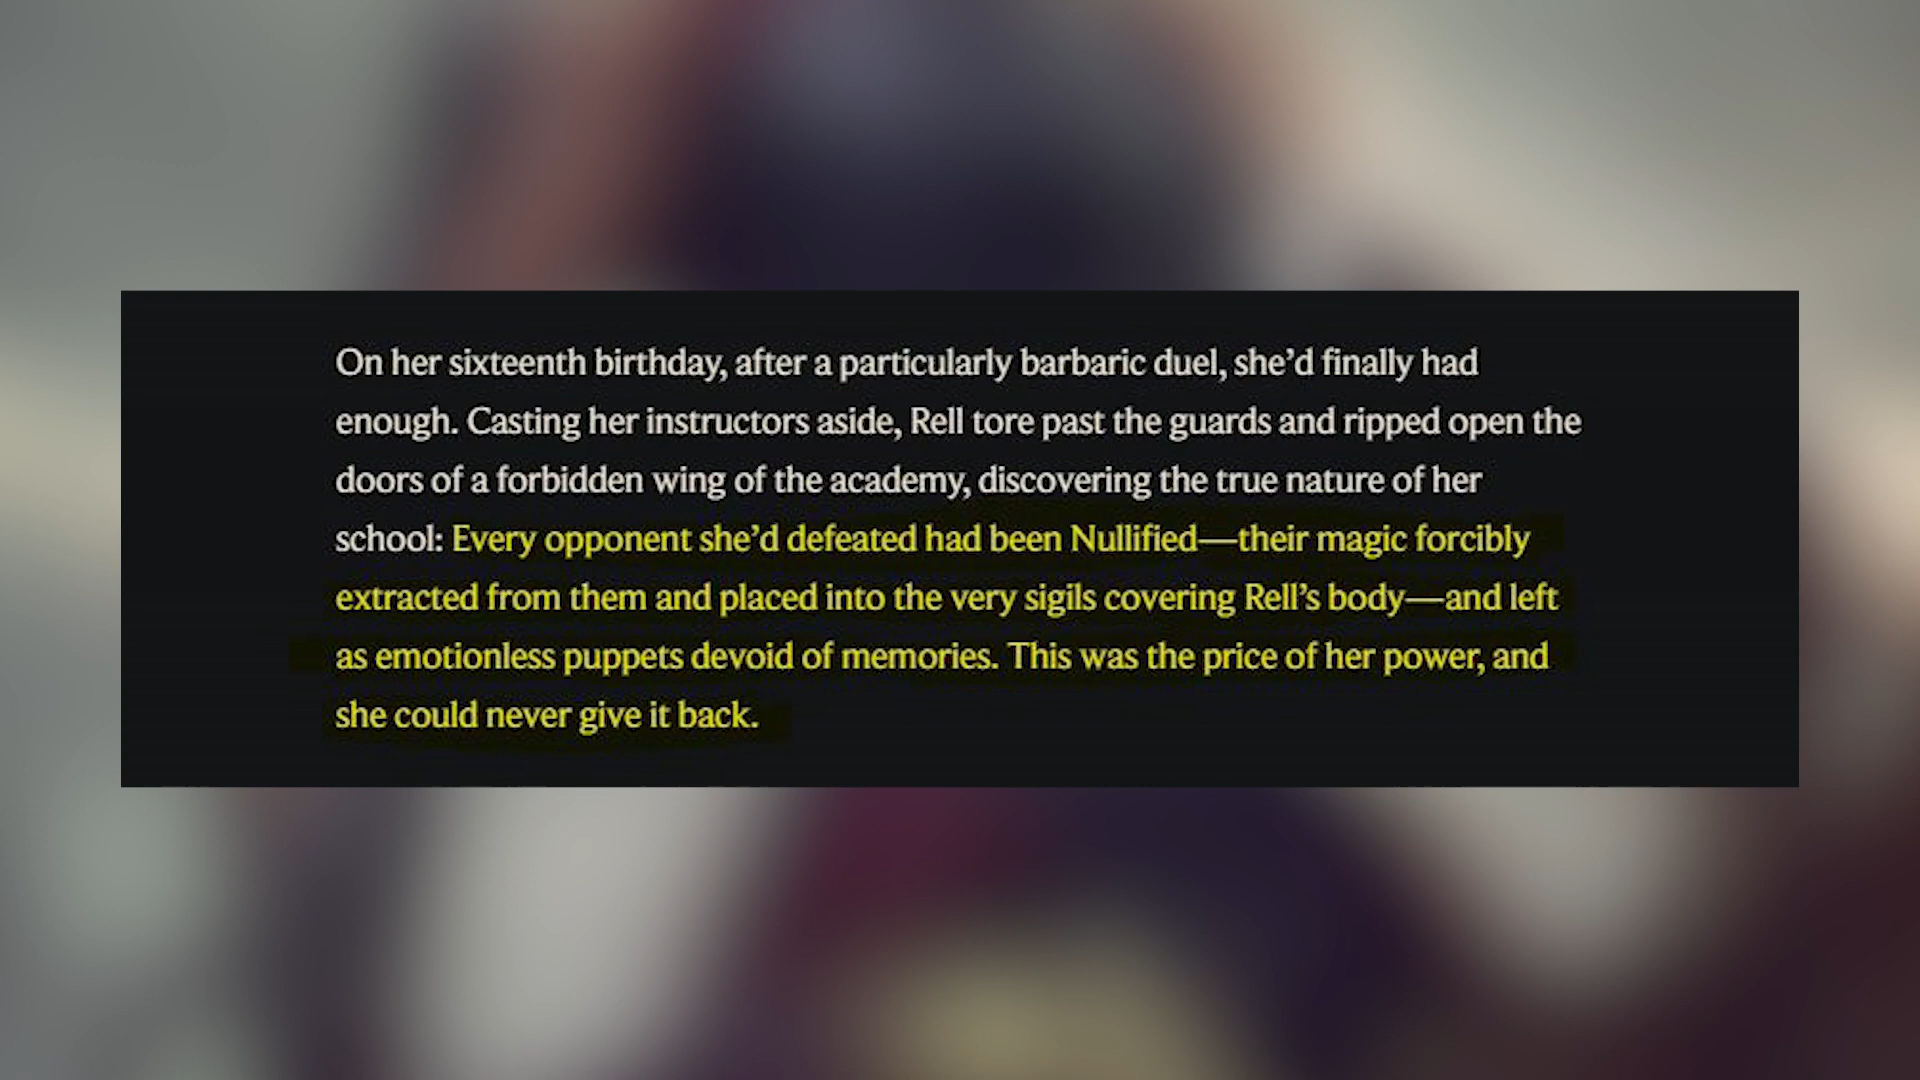 On her sixteenth birthday, after a particularly barbaric duel, she’d finally had
enough. Casting her instructors aside, Rell tore past the guards and ripped open the
doors of a forbidden wing of the academy, discovering the true nature of her
school: Every opponent she’d defeated had been Nullified—their magic forcibly
extracted from them and placed into the very sigils covering Rell’s body—and left
as emotionless puppets devoid of memories. This was the price of her power, and
she could never give it back.